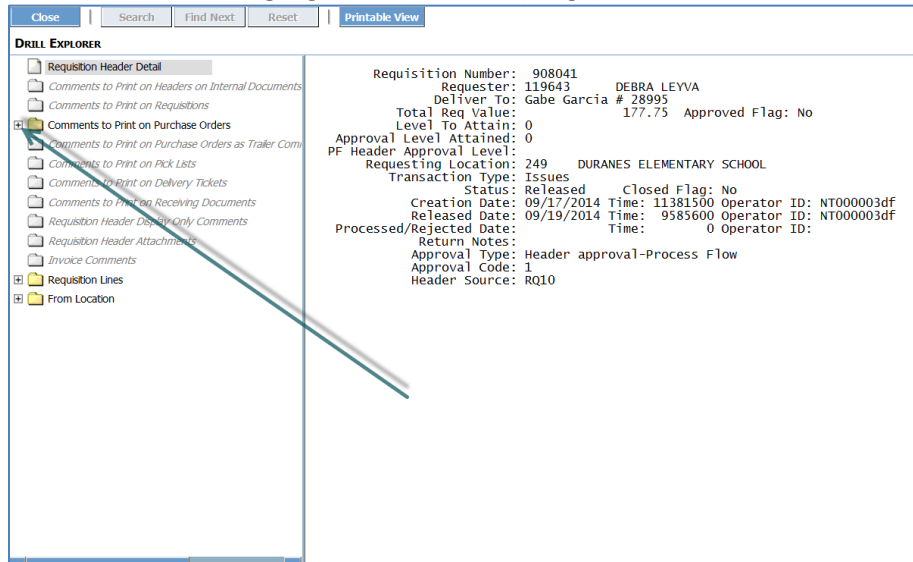 Close Search Find Next Reset Printable View
DRILL EXPLORER
Requisition Header Detail
Comments to Print on Headers on Internal Documents
Comments to Print on Requisitions
Comments to Print on Purchase Orders
Comments to Print on Purchase Orders as Trailer Com
Comments to Print on Pick Lists
Comments to Print on Delivery Tickets
Comments to Print on Receiving Documents
Requisition Header Display Only Comments
Requisition Header Attachments
Invoice Comments
Requisition Lines
From Location
Requisition Number: 908041
Requester: 119643 DEBRA LEYVA
Deliver To: Gabe Garcia # 28995
Total Req Value: 177.75 Approved Flag: No
Level To Attain: 0
Approval Level Attained: 0
PF Header Approval Level:
Requesting Location: 249 DURANES ELEMENTARY SCHOOL
Transaction Type: Issues
Status: Released Closed Flag: No
Creation Date: 09/17/2014 Time: 11381500 Operator ID: NT000003df
Released Date: 09/19/2014 Time: 9585600 Operator ID: NT000003df
Processed/Rejected Date: Time: 0 Operator ID:
Return Notes:
Approval Type: Header approval-Process Flow
Approval Code: 1
Header Source: RQ10